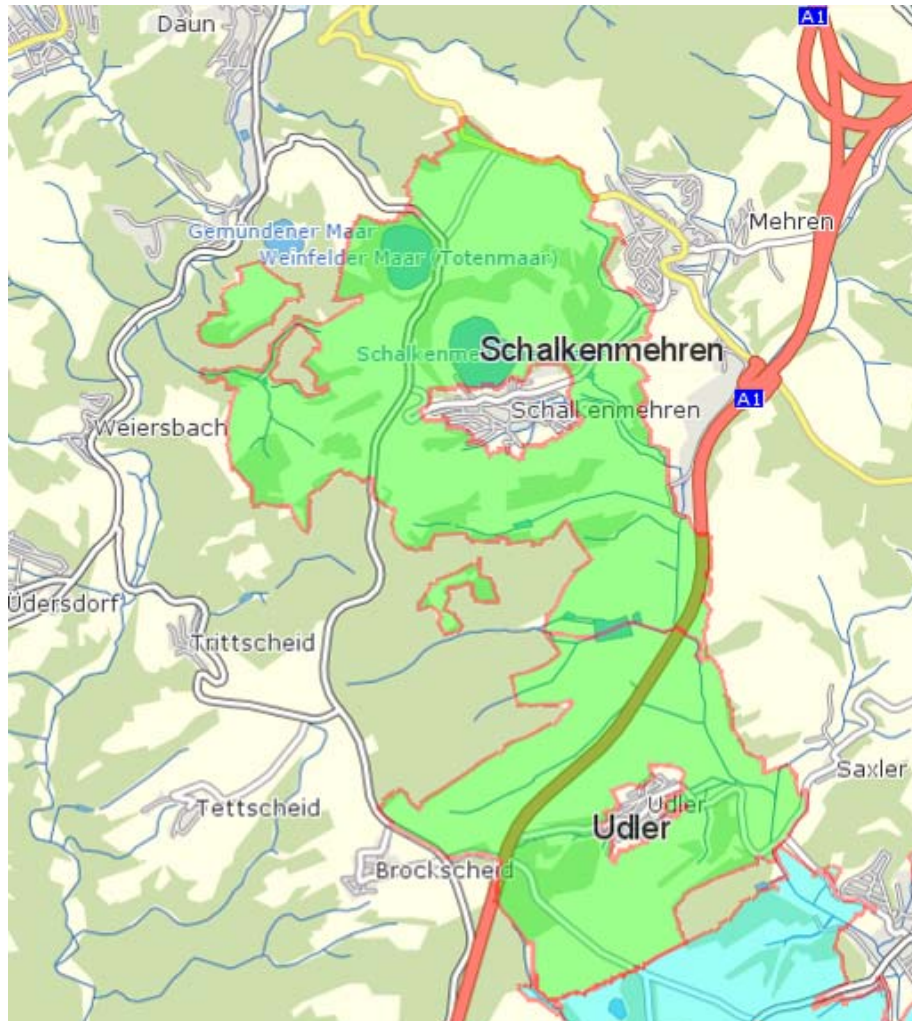 A1
Daun
Mehren
Gemündener Maar
Weinfelder Maar (Totenmaar)
Schalkenme
Schalkenmehren
A1
Schalkenmehren
Weiersbach
Üdersdorf
Trittscheid
Saxler
Tettscheid
Udler
Udler
Brockscheid